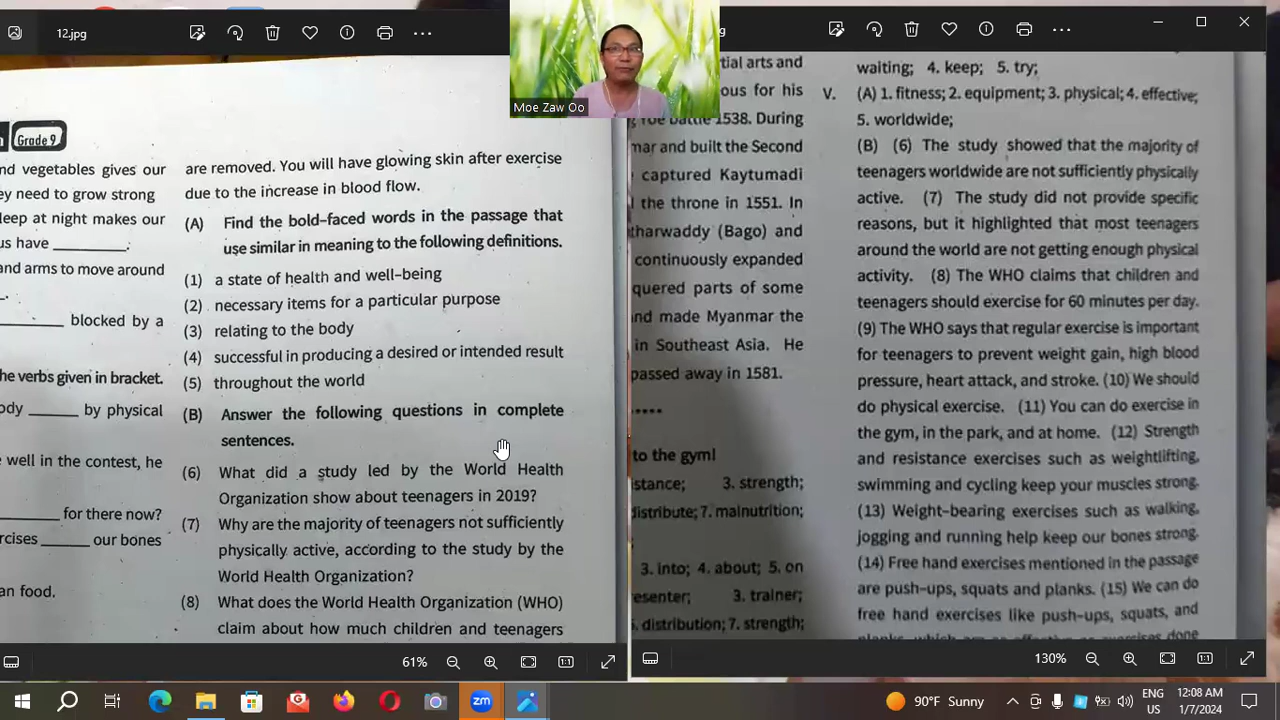 12.jpg
Moe Zaw Oo
Grade 9
nd vegetables gives our
ey need to grow strong
leep at night makes our
us have ________.
and arms to move around
________ blocked by a
he verbs given in bracket.
ody _____ by physical
well in the contest, he
________ for there now?
rcises _____ our bones
an food.
are removed. You will have glowing skin after exercise
due to the increase in blood flow.
(A) Find the bold-faced words in the passage that
use similar in meaning to the following definitions.
(1) a state of health and well-being
(2) necessary items for a particular purpose
(3) relating to the body
(4) successful in producing a desired or intended result
(5) throughout the world
(B) Answer the following questions in complete
sentences.
(6) What did a study led by the World Health
Organization show about teenagers in 2019?
(7) Why are the majority of teenagers not sufficiently
physically active, according to the study by the
World Health Organization?
(8) What does the World Health Organization (WHO)
claim about how much children and teenagers
61%
tial arts and
ous for his
battle 1538. During
mar and built the Second
captured Kaytumadi
the throne in 1551. In
tharwaddy (Bago) and
continuously expanded
quered parts of some
nd made Myanmar the
in Southeast Asia. He
passed away in 1581.
.....
to the gym!
istance; 3. strength;
distribute; 7. malnutrition;
3. into; 4. about; 5. on
resenter; 3. trainer;
. distribution; 7. strength;
waiting; 4. keep; 5. try;
V. (A) 1. fitness; 2. equipment; 3. physical; 4. effective;
5. worldwide;
(B) (6) The study showed that the majority of
teenagers worldwide are not sufficiently physically
active. (7) The study did not provide specific
reasons, but it highlighted that most teenagers
around the world are not getting enough physical
activity. (8) The WHO claims that children and
teenagers should exercise for 60 minutes per day.
(9) The WHO says that regular exercise is important
for teenagers to prevent weight gain, high blood
pressure, heart attack, and stroke. (10) We should
do physical exercise. (11) You can do exercise in
the gym, in the park, and at home. (12) Strength
and resistance exercises such as weightlifting,
swimming and cycling keep your muscles strong.
(13) Weight-bearing exercises such as walking,
jogging and running help keep our bones strong.
(14) Free hand exercises mentioned in the passage
are push-ups, squats and planks. (15) We can do
free hand exercises like push-ups, squats, and
planks, which are as effective as exercises done
130%
zm
90°F Sunny
ENG
US
12:08 AM
1/7/2024